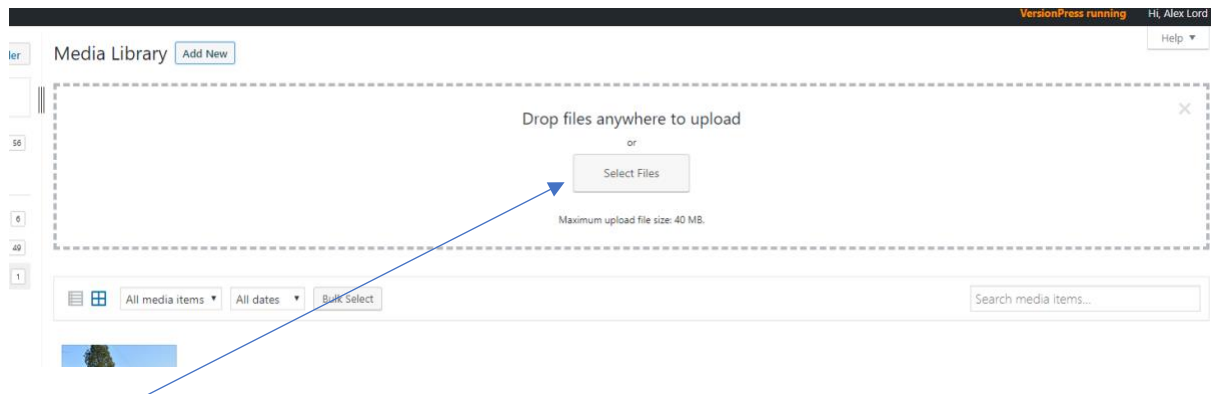 VersionPress running Hi, Alex Lord
Help ▼
Media Library Add New
Drop files anywhere to upload
or
56
Select Files
6
Maximum upload file size: 40 MB.
49
1
All media items ▼ All dates ▼ Bulk Select Search media items...